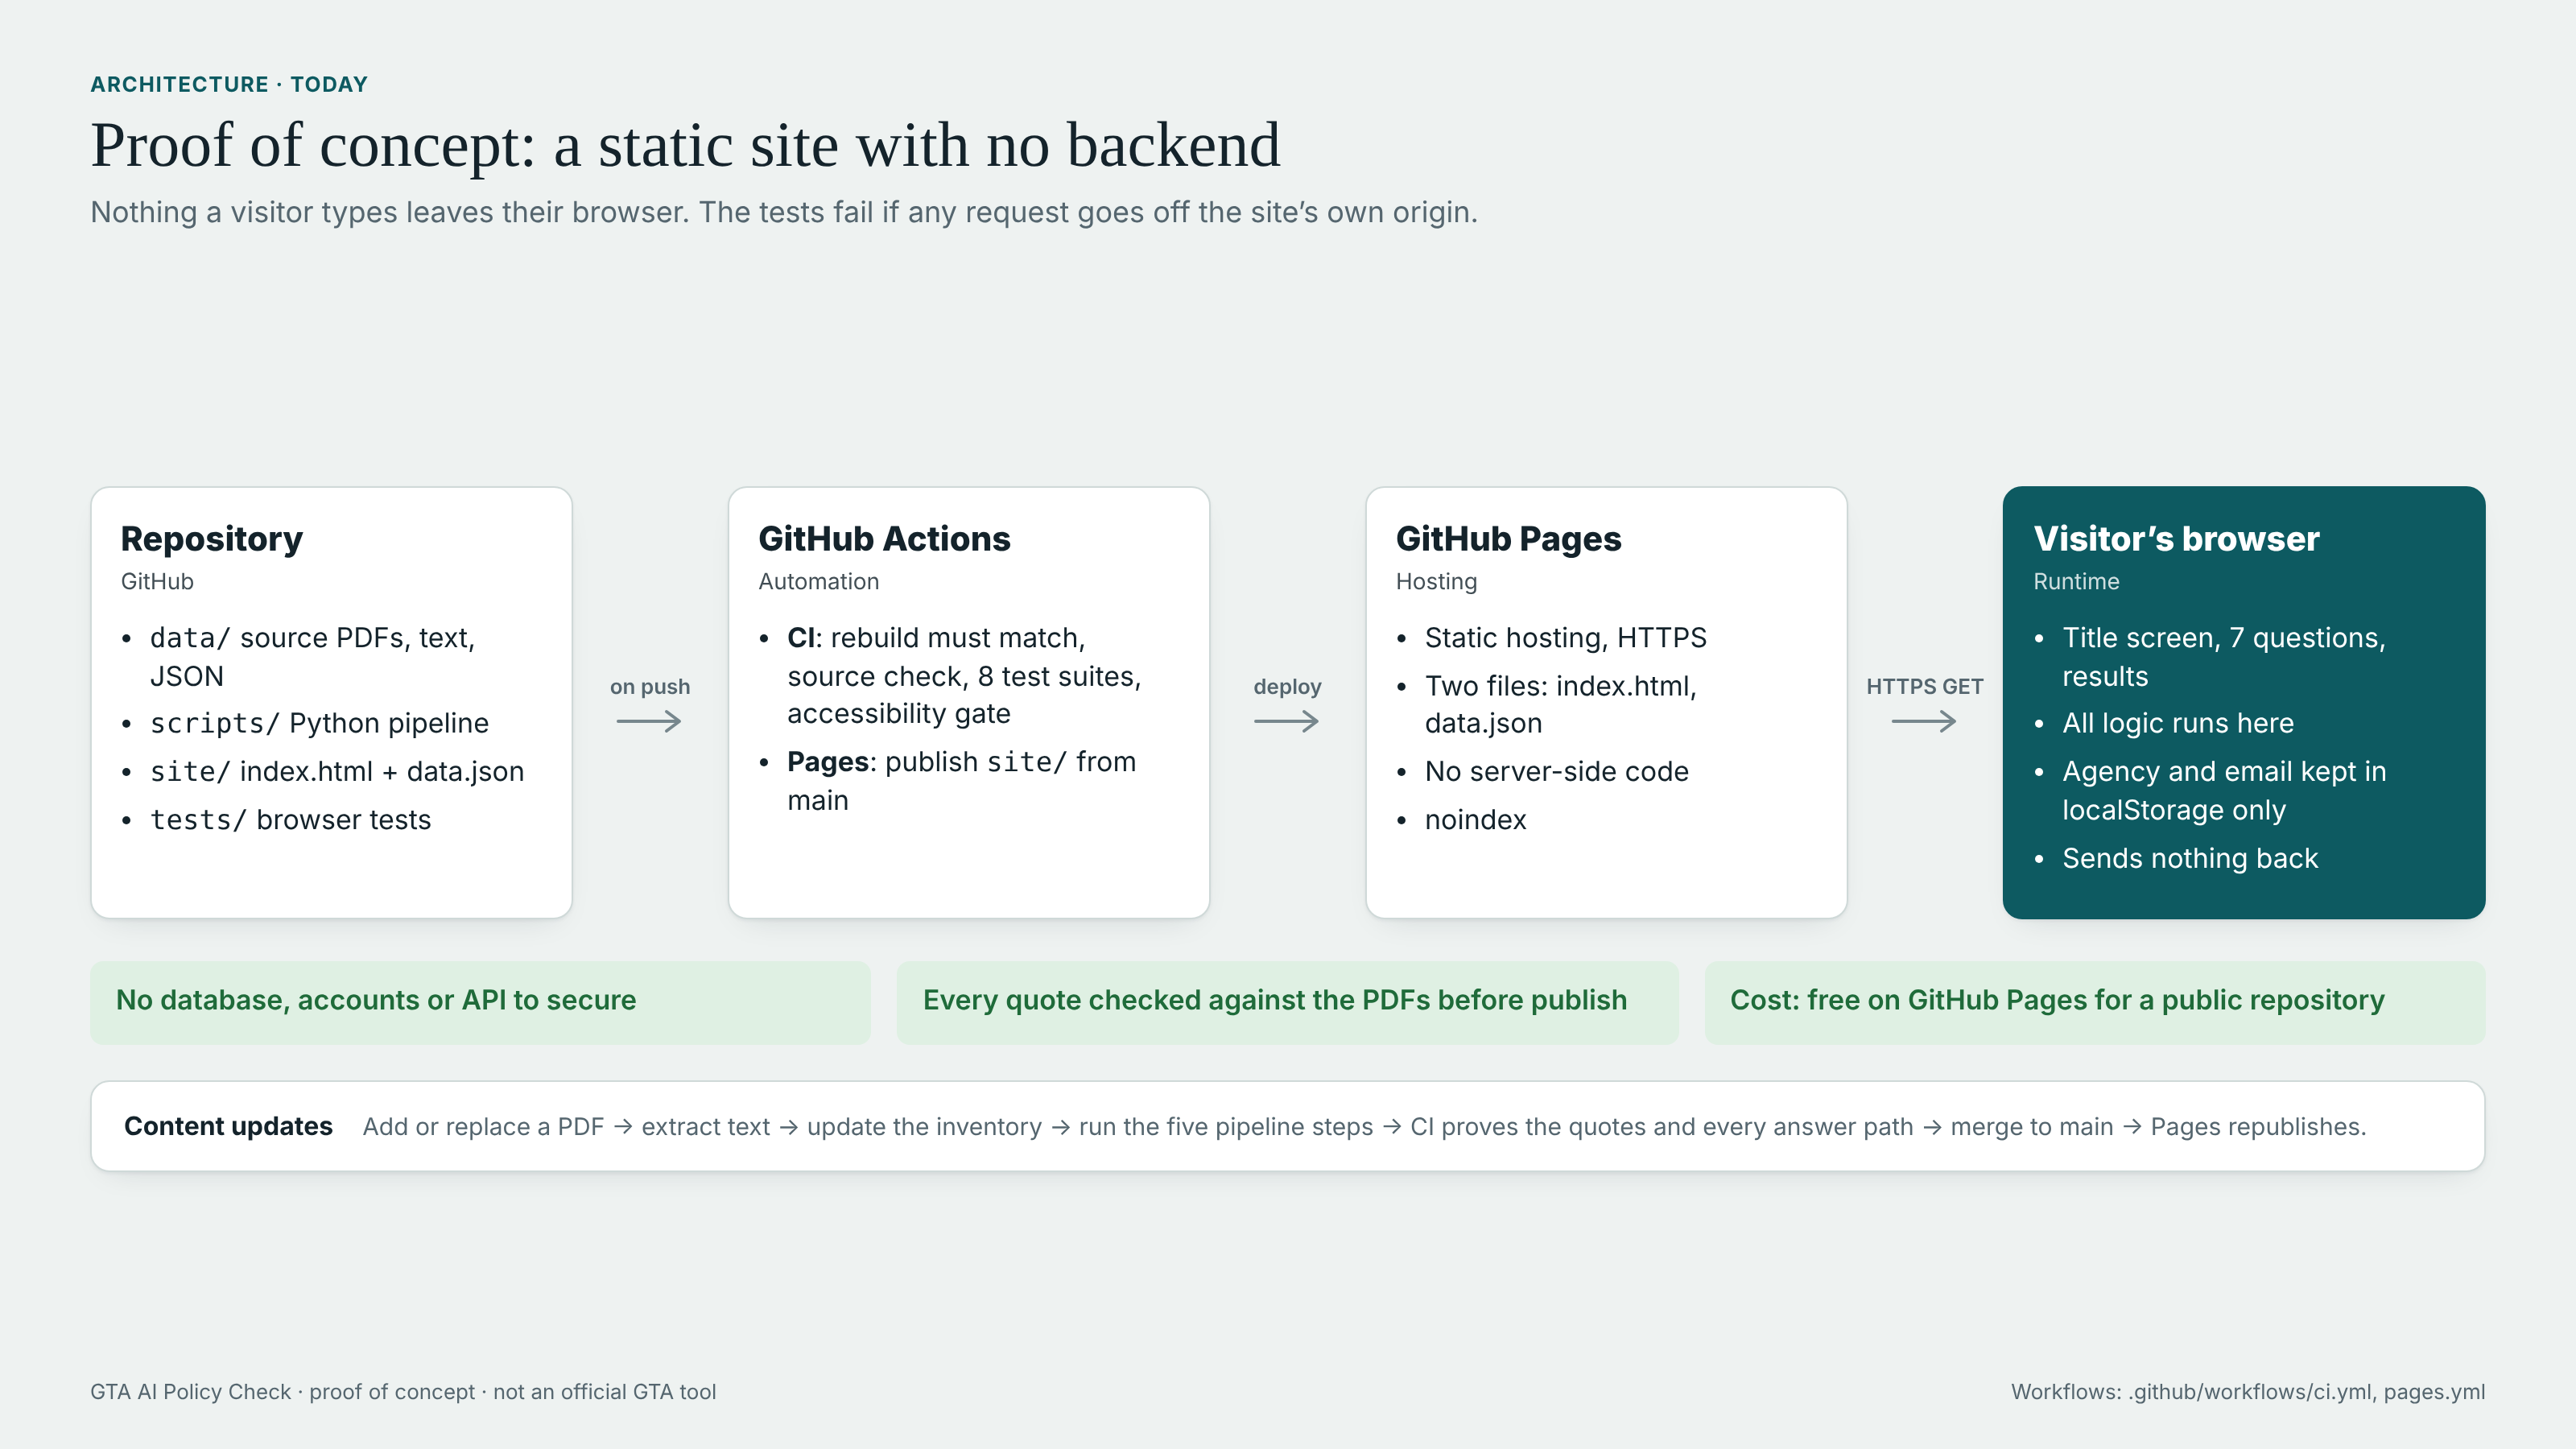 ARCHITECTURE · TODAY
Proof of concept: a static site with no backend
Nothing a visitor types leaves their browser. The tests fail if any request goes off the site’s own origin.
Repository
GitHub
• data/ source PDFs, text,
JSON
• scripts/ Python pipeline
• site/ index.html + data.json
• tests/ browser tests
on push
→
GitHub Actions
Automation
• CI: rebuild must match,
source check, 8 test suites,
accessibility gate
• Pages: publish site/ from
main
deploy
→
GitHub Pages
Hosting
• Static hosting, HTTPS
• Two files: index.html,
data.json
• No server-side code
• noindex
HTTPS GET
→
Visitor’s browser
Runtime
• Title screen, 7 questions,
results
• All logic runs here
• Agency and email kept in
localStorage only
• Sends nothing back
No database, accounts or API to secure
Every quote checked against the PDFs before publish
Cost: free on GitHub Pages for a public repository
Content updates Add or replace a PDF → extract text → update the inventory → run the five pipeline steps → CI proves the quotes and every answer path → merge to main → Pages republishes.
GTA AI Policy Check · proof of concept · not an official GTA tool
Workflows: .github/workflows/ci.yml, pages.yml